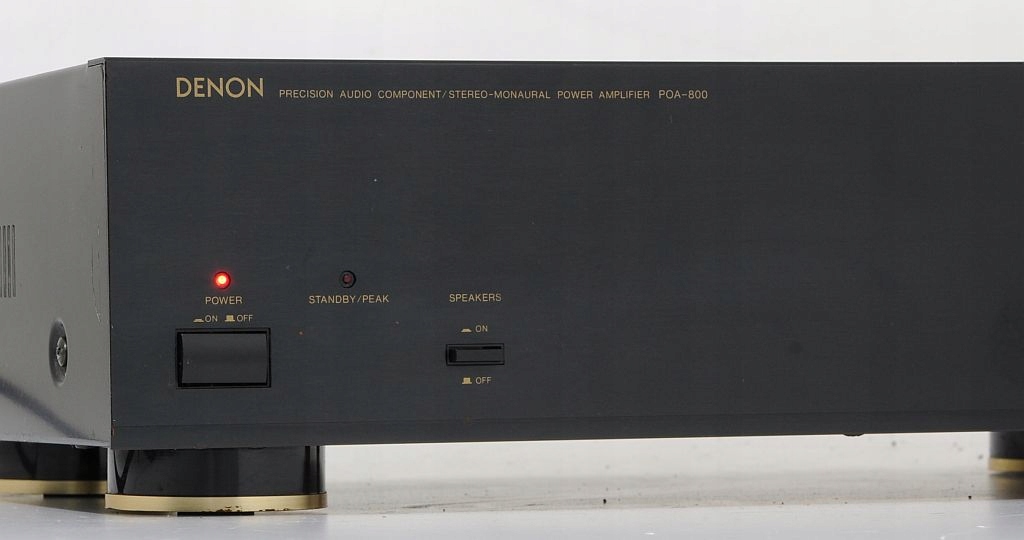 DENON PRECISION AUDIO COMPONENT/STEREO-MONAURAL POWER AMPLIFIER POA-800
POWER
STANDBY/PEAK
SPEAKERS
ON OFF
ON
OFF